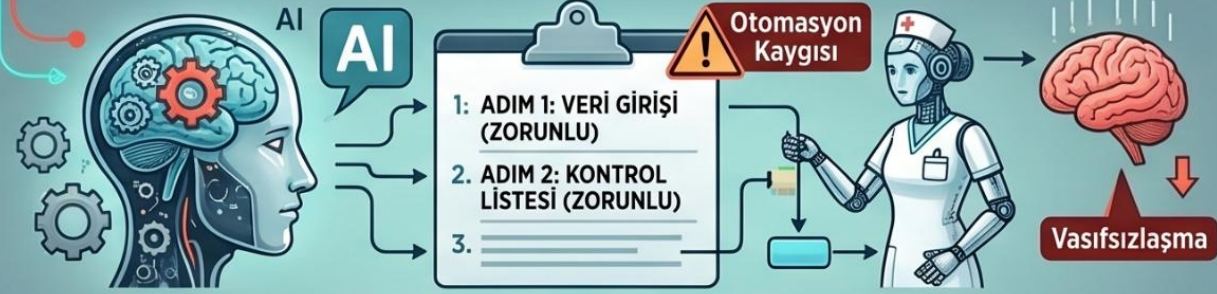 AI
AI
1: ADIM 1: VERİ GİRİŞİ
(ZORUNLU)
2. ADIM 2: KONTROL
LİSTESİ (ZORUNLU)
3.
Otomasyon
Kaygısı
Vasıfsızlaşma